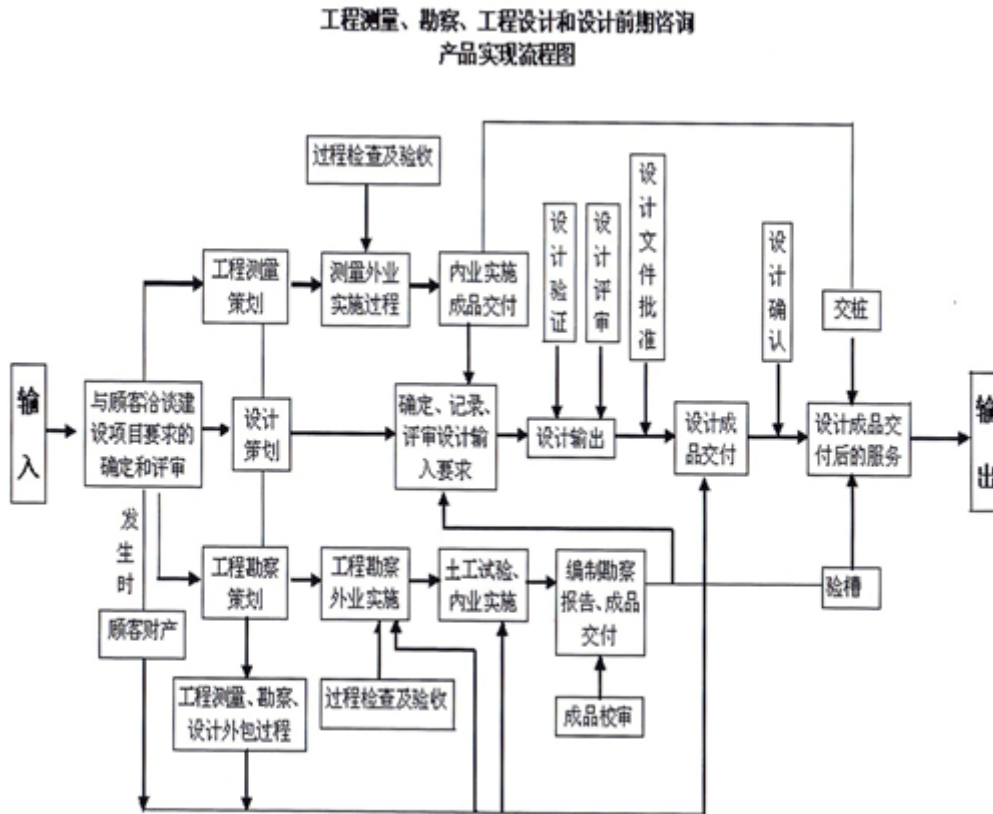 工程测量、勘察、工程设计和设计前期咨询
产品实现流程图
过程检查及验收
设计验证
设计评审
设计文件批准
设计确认
工程测量
策划
测量外业
实施过程
内业实施
成品交付
交桩
输入
与顾客洽谈建
设项目要求的
确定和评审
设计
策划
确定、记录、
评审设计输
入要求
设计输出
设计成
品交付
设计成品交
付后的服务
输出
发生时
工程勘察
策划
工程勘察
外业实施
土工试验、
内业实施
编制勘察
报告、成品
交付
验槽
顾客财产
工程测量、勘察、
设计外包过程
过程检查及验收
成品校审